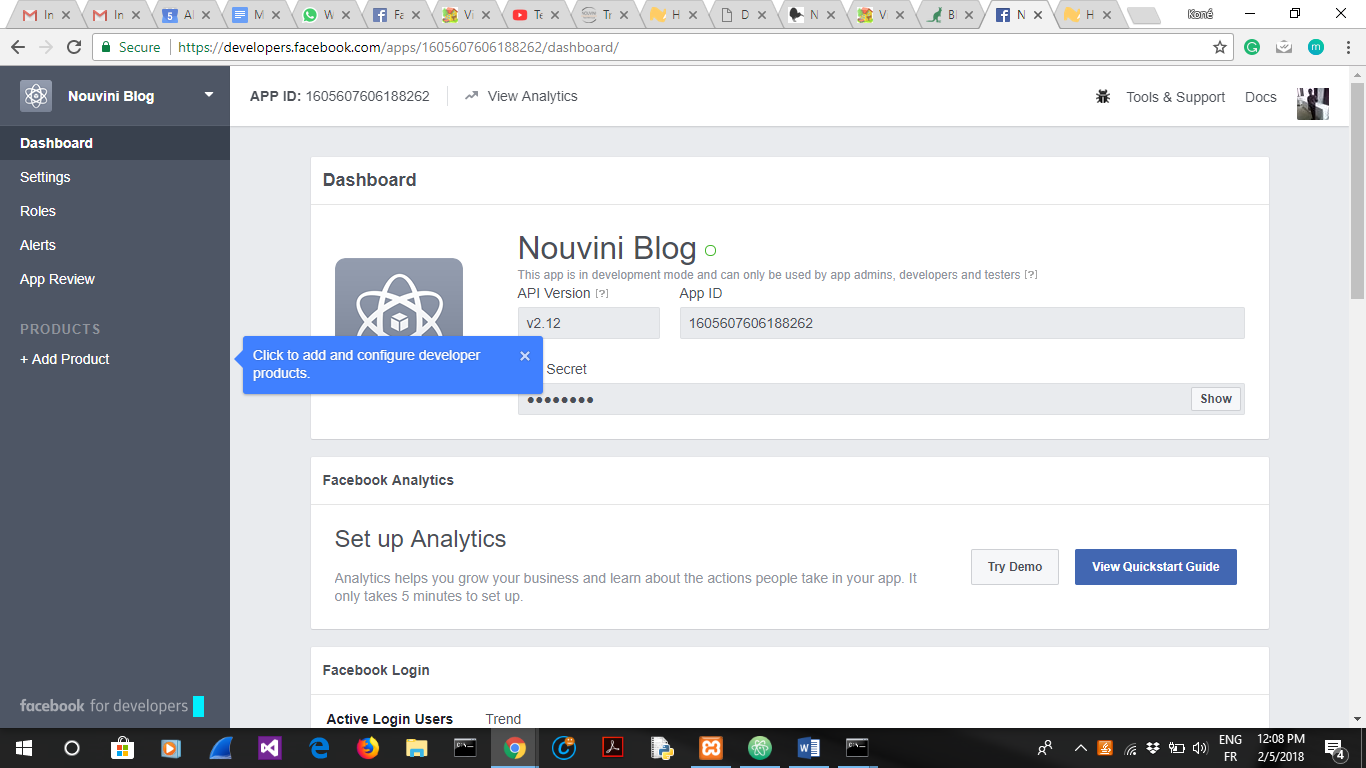 In
In
5
Al
M
W
Fa
Vi
Te
Tr
H
D
N
V
Bl
N
H
Koné
Secure
https://developers.facebook.com/apps/1605607606188262/dashboard/
m
Nouvini Blog
APP ID: 1605607606188262
View Analytics
Tools & Support
Docs
Dashboard
Settings
Roles
Alerts
App Review
PRODUCTS
+ Add Product
Click to add and configure developer
products.
Dashboard
Nouvini Blog
This app is in development mode and can only be used by app admins, developers and testers [?]
API Version [?]
App ID
v2.12
1605607606188262
Secret
●●●●●●●●
Show
Facebook Analytics
Set up Analytics
Analytics helps you grow your business and learn about the actions people take in your app. It
only takes 5 minutes to set up.
Try Demo
View Quickstart Guide
Facebook Login
Active Login Users
Trend
facebook for developers
ENG
FR
12:08 PM
2/5/2018
4